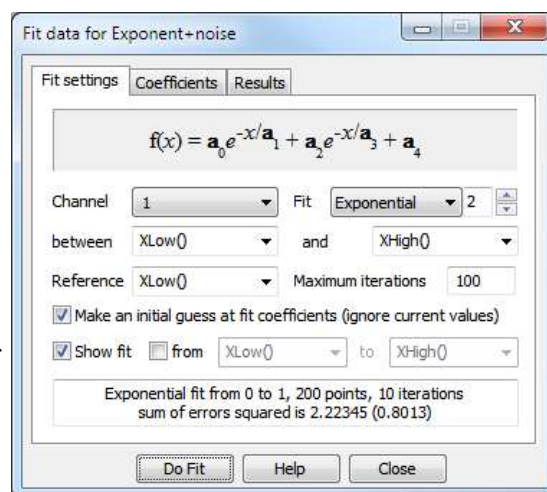 Fit data for Exponent+noise
Fit settings Coefficients Results
f(x) = a₀e^-x/a₁ + a₂e^-x/a₃ + a₄
Channel 1 Fit Exponential 2
between XLow() and XHigh()
Reference XLow() Maximum iterations 100
Make an initial guess at fit coefficients (ignore current values)
Show fit from XLow() to XHigh()
Exponential fit from 0 to 1, 200 points, 10 iterations
sum of errors squared is 2.22345 (0.8013)
Do Fit Help Close